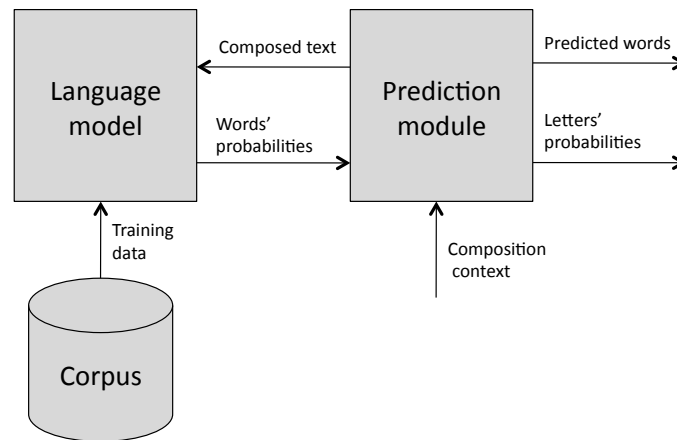 Composed text
Predicted words
Language
model
Prediction
module
Words'
probabilities
Letters'
probabilities
Training
data
Composition
context
Corpus